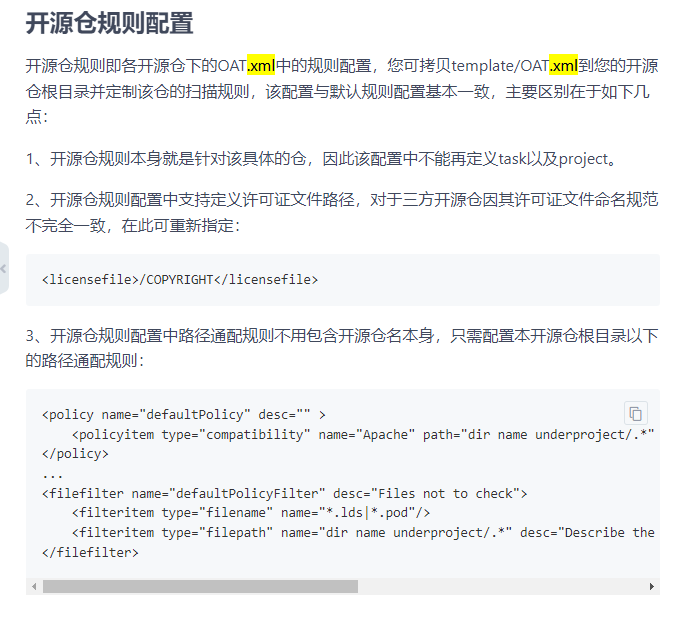 开源仓规则配置
开源仓规则即各开源仓下的OAT.xml中的规则配置，您可拷贝template/OAT.xml到您的开源
仓根目录并定制该仓的扫描规则，该配置与默认规则配置基本一致，主要区别在于如下几
点：
1、开源仓规则本身就是针对该具体的仓，因此该配置中不能再定义task以及project。
2、开源仓规则配置中支持定义许可证文件路径，对于三方开源仓因其许可证文件命名规范
不完全一致，在此可重新指定：
<licensefile>/COPYRIGHT</licensefile>
3、开源仓规则配置中路径通配规则不用包含开源仓名本身，只需配置本开源仓根目录以下
的路径通配规则：
<policy name="defaultPolicy" desc="" >
    <policyitem type="compatibility" name="Apache" path="dir name underproject/.*"
</policy>
...
<filefilter name="defaultPolicyFilter" desc="Files not to check">
    <filteritem type="filename" name="*.lds|*.pod"/>
    <filteritem type="filepath" name="dir name underproject/.*" desc="Describe the
</filefilter>